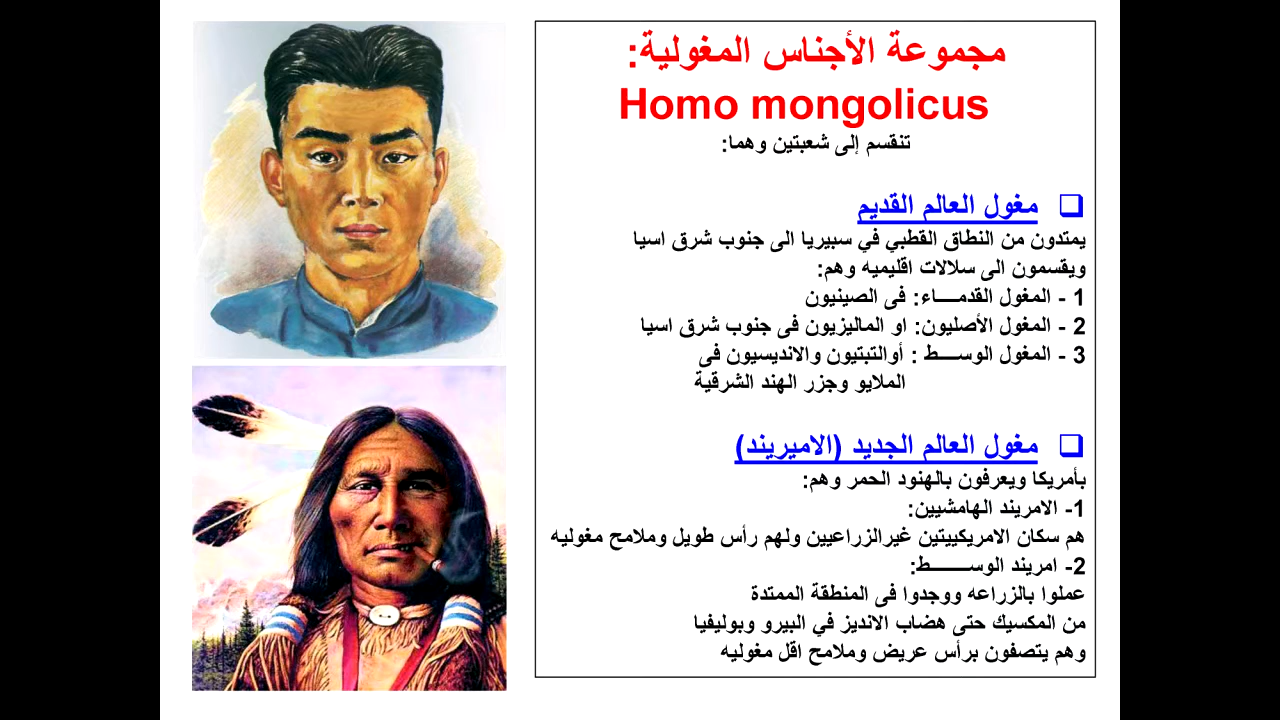 مجموعة الأجناس المغولية:
Homo mongolicus
تنقسم إلى شعبتين وهما:
❑ مغول العالم القديم
يمتدون من النطاق القطبي في سبيريا الى جنوب شرق اسيا
ويقسمون الى سلالات اقليميه وهم:
1 - المغول القدمـــاء: فى الصينيون
2 - المغول الأصليون: او الماليزيون فى جنوب شرق اسيا
3 - المغول الوســـط : أوالتبتيون والانديسيون فى
الملايو وجزر الهند الشرقية
❑ مغول العالم الجديد (الاميريند)
بأمريكا ويعرفون بالهنود الحمر وهم:
1- الامريند الهامشيين:
هم سكان الامريكييتين غيرالزراعيين ولهم رأس طويل وملامح مغوليه
2- امريند الوســـــــط:
عملوا بالزراعه ووجدوا فى المنطقة الممتدة
من المكسيك حتى هضاب الانديز في البيرو وبوليفيا
وهم يتصفون برأس عريض وملامح اقل مغوليه